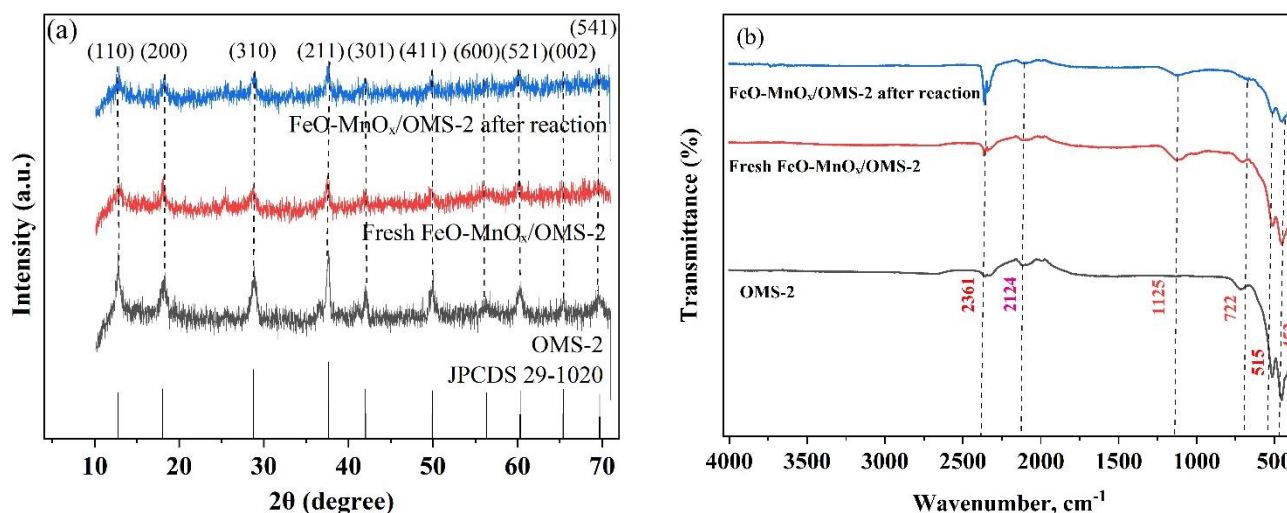 (541)
(a)
(110) (200) (310) (211) (301) (411) (600) (521) (002)
FeO-MnOₓ/OMS-2 after reaction
Fresh FeO-MnOₓ/OMS-2
OMS-2
JPCDS 29-1020
Intensity (a.u.)
10 20 30 40 50 60 70
2θ (degree)
(b)
FeO-MnOₓ/OMS-2 after reaction
Fresh FeO-MnOₓ/OMS-2
OMS-2
2361
2124
1125
722
515
Transmittance (%)
4000 3500 3000 2500 2000 1500 1000 500
Wavenumber, cm⁻¹